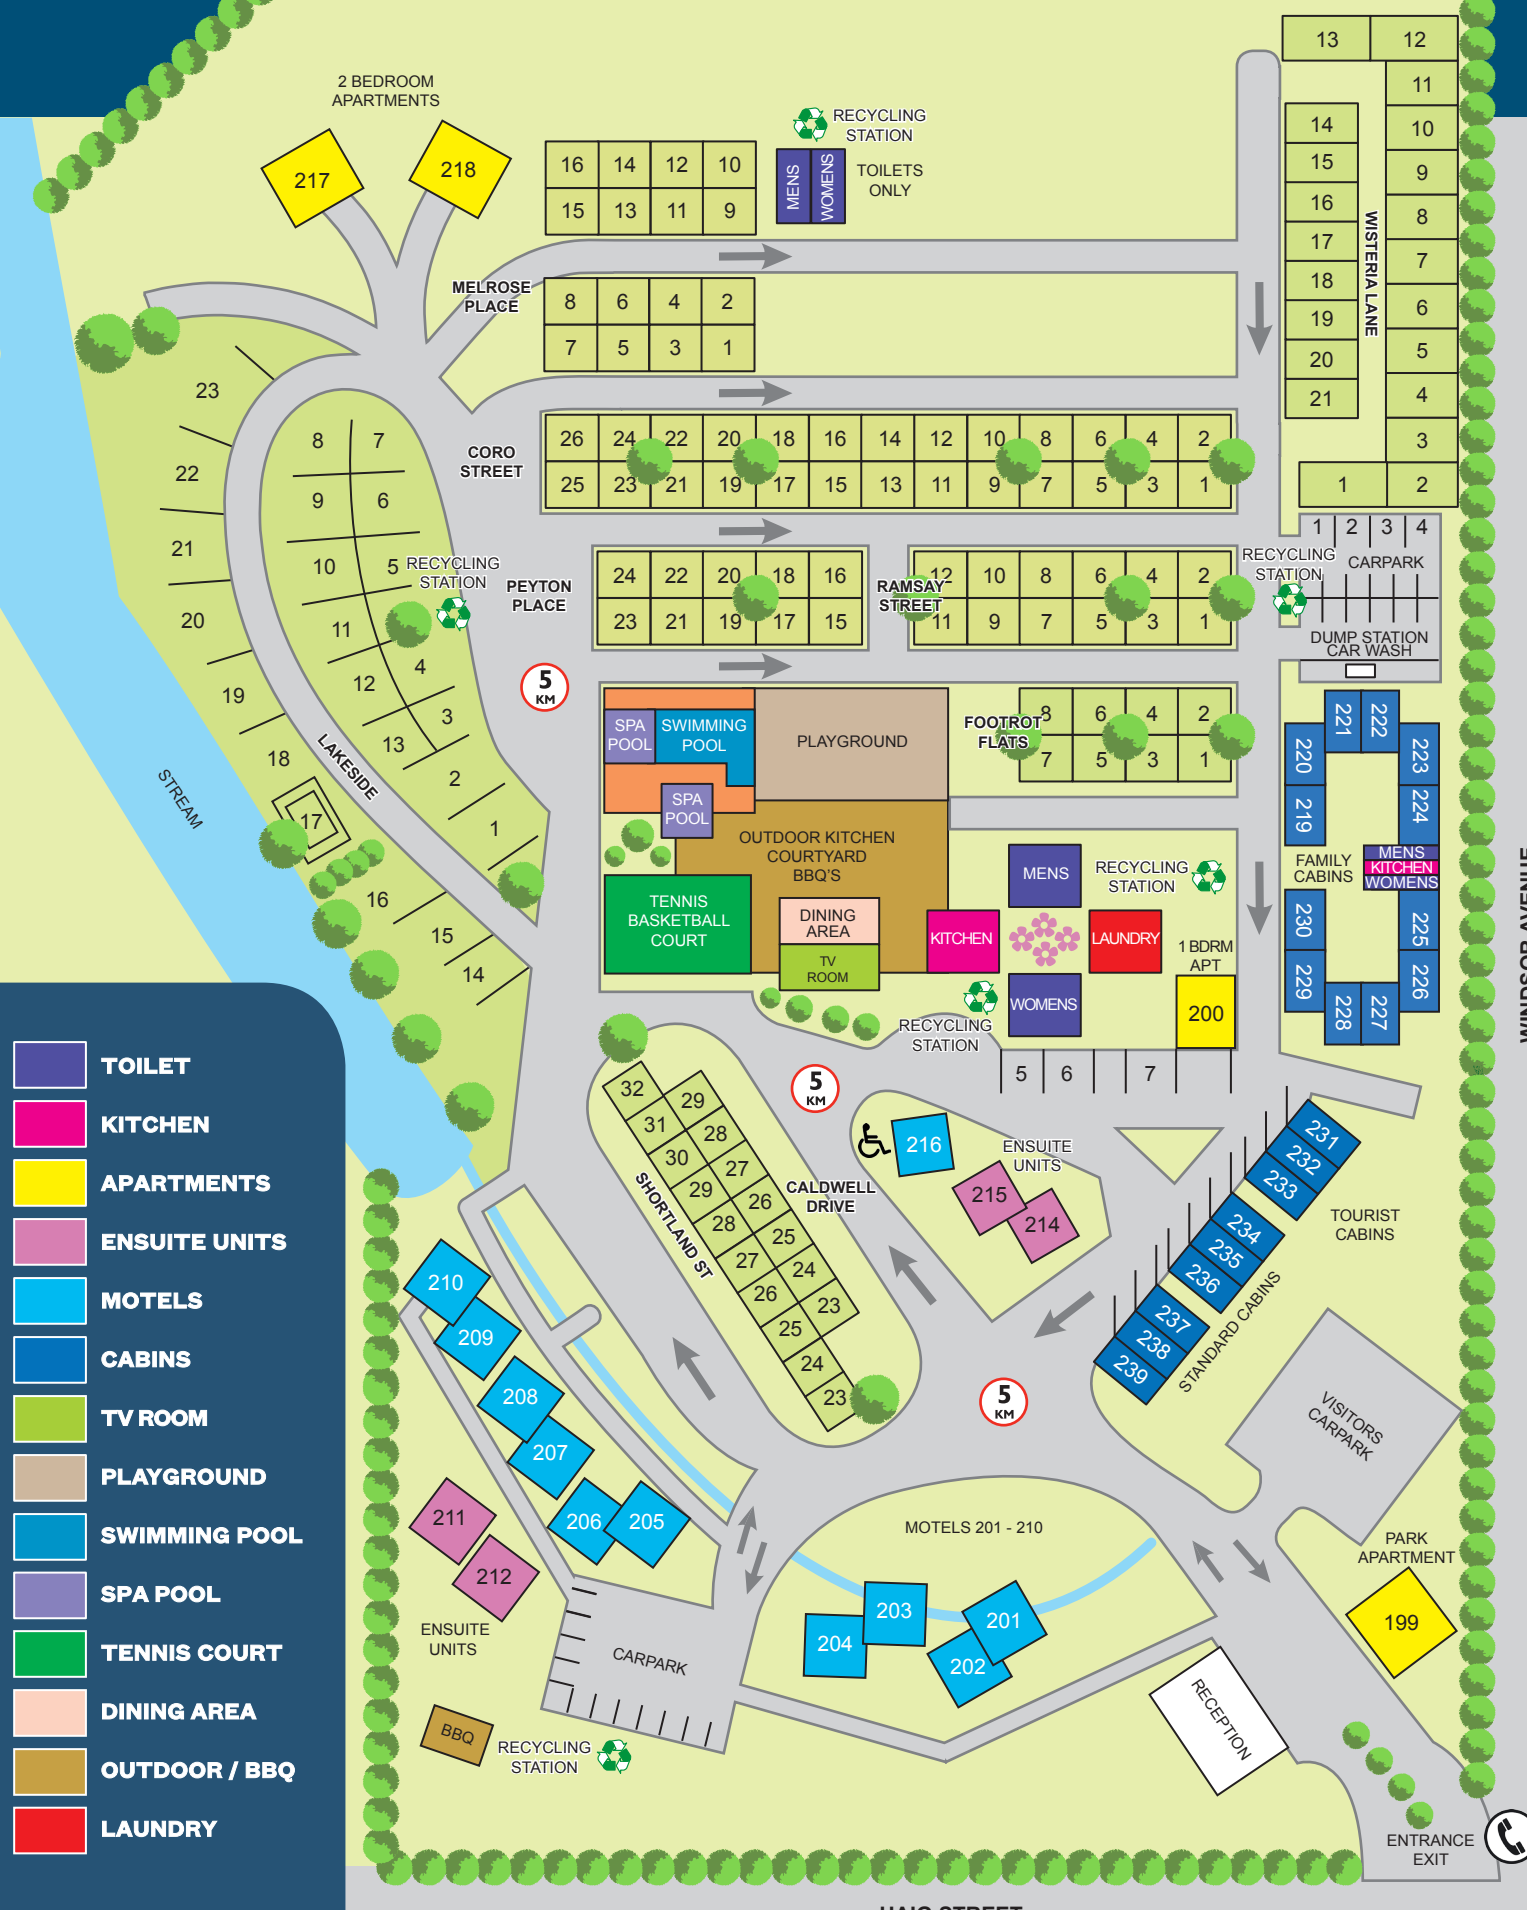 2 BEDROOM
APARTMENTS
217
218
RECYCLING
STATION
MENS
WOMENS
TOILETS
ONLY
16 14 12 10
15 13 11 9
MELROSE
PLACE
8 6 4 2
7 5 3 1
13 12
11
10
9
8
7
6
5
4
3
1 2
14
15
16
17
18
19
20
21
WISTERIA LANE
CORO
STREET
26 24 22 20 18 16 14 12 10 8 6 4 2
25 23 21 19 17 15 13 11 9 7 5 3 1
1 2 3 4
CARPARK
RECYCLING
STATION
DUMP STATION
CAR WASH
PEYTON
PLACE
24 22 20 18 16
23 21 19 17 15
RAMSAY
STREET
12 10 8 6 4 2
11 9 7 5 3 1
23
22
21
20
19
18
17
16
15
14
8 7
9 6
10 5
11
4
12
3
13
2
1
RECYCLING
STATION
LAKESIDE
STREAM
5
KM
SPA
POOL
SWIMMING
POOL
SPA
POOL
PLAYGROUND
OUTDOOR KITCHEN
COURTYARD
BBQ'S
TENNIS
BASKETBALL
COURT
DINING
AREA
TV
ROOM
FOOTROT
FLATS
8 6 4 2
7 5 3 1
MENS
RECYCLING
STATION
KITCHEN
LAUNDRY
WOMENS
RECYCLING
STATION
1 BDRM
APT
200
5 6 7
221
222
220
223
219
224
FAMILY
CABINS
MENS
KITCHEN
WOMENS
230
225
229
226
228
227
WINDSOR AVENUE
5
KM
32
31
30
29
28
27
26
25
24
23
29
28
27
26
25
24
23
SHORTLAND ST
CALDWELL
DRIVE
216
ENSUITE
UNITS
215
214
231
232
233
TOURIST
CABINS
234
235
236
237
238
239
STANDARD CABINS
5
KM
VISITORS
CARPARK
210
209
208
207
206
205
211
212
ENSUITE
UNITS
MOTELS 201 - 210
203
204
201
202
CARPARK
BBQ
RECYCLING
STATION
PARK
APARTMENT
199
RECEPTION
ENTRANCE
EXIT
HAIG STREET
TOILET
KITCHEN
APARTMENTS
ENSUITE UNITS
MOTELS
CABINS
TV ROOM
PLAYGROUND
SWIMMING POOL
SPA POOL
TENNIS COURT
DINING AREA
OUTDOOR / BBQ
LAUNDRY